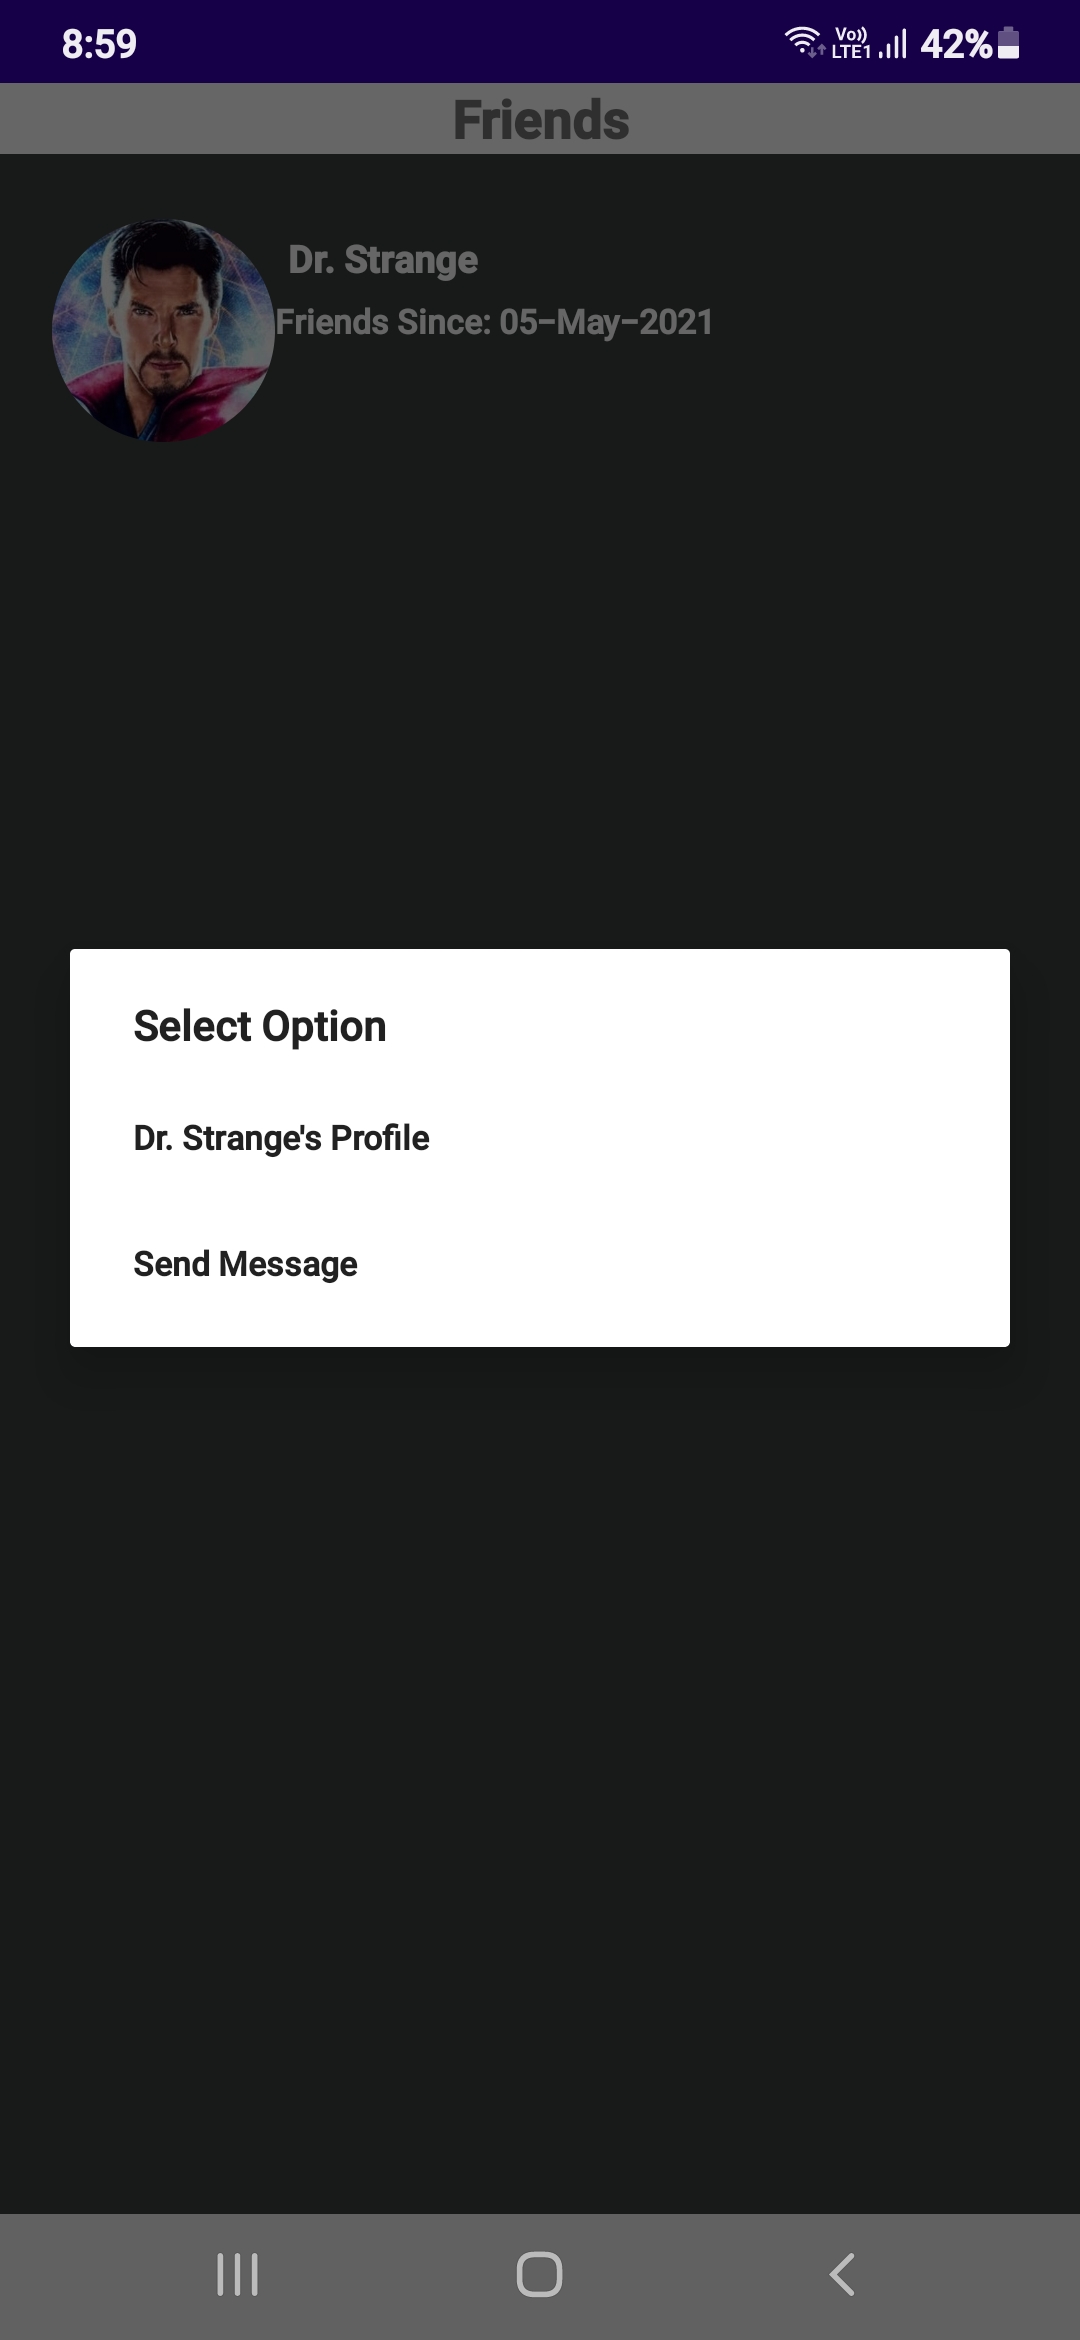 8:59 Vo)) LTE1 42%
Friends
Dr. Strange
Friends Since: 05-May-2021
Select Option
Dr. Strange's Profile
Send Message